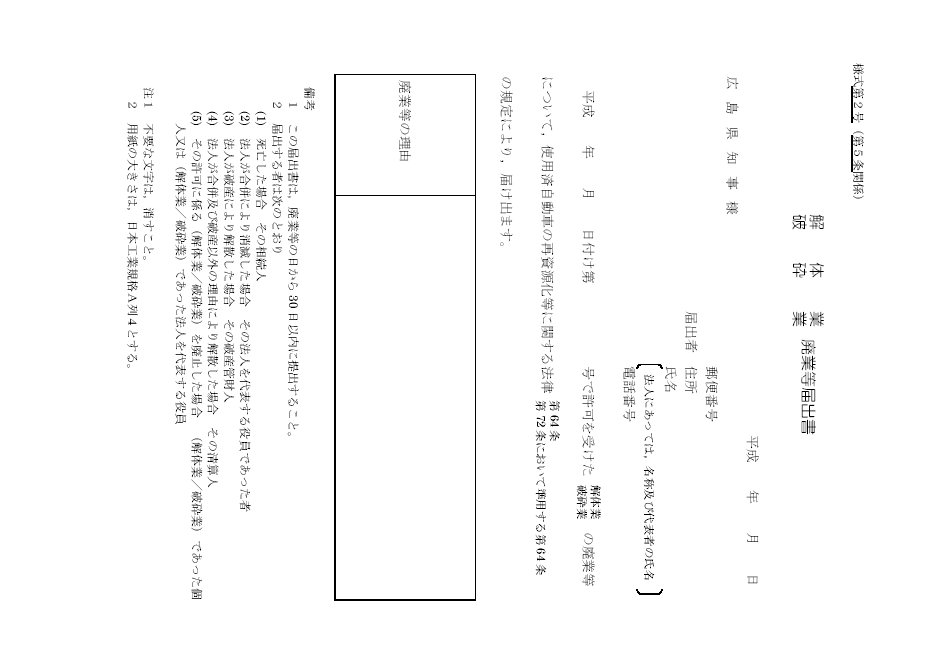 様式第２号（第５条関係）
解体業
破砕業
廃業等届出書
平成　　年　　月　　日
広島県知事様
郵便番号
届出者　住所
氏名
（法人にあっては，名称及び代表者の氏名）
電話番号
平成　　年　　月　　日付け第　　　　号で許可を受けた 解体業 破砕業 の廃業等
について，使用済自動車の再資源化等に関する法律 第64条 第72条において準用する第64条
の規定により，届け出ます。
廃業等の理由
備考
1　この届出書は，廃業等の日から30日以内に提出すること。
2　届出する者は次のとおり
(1)　死亡した場合　その相続人
(2)　法人が合併により消滅した場合　その法人を代表する役員であった者
(3)　法人が破産により解散した場合　その破産管財人
(4)　法人が合併及び破産以外の理由により解散した場合　その清算人
(5)　その許可に係る（解体業／破砕業）を廃止した場合　（解体業／破砕業）であった個
人又は（解体業／破砕業）であった法人を代表する役員
注1　不要な文字は，消すこと。
2　用紙の大きさは，日本工業規格Ａ列４とする。